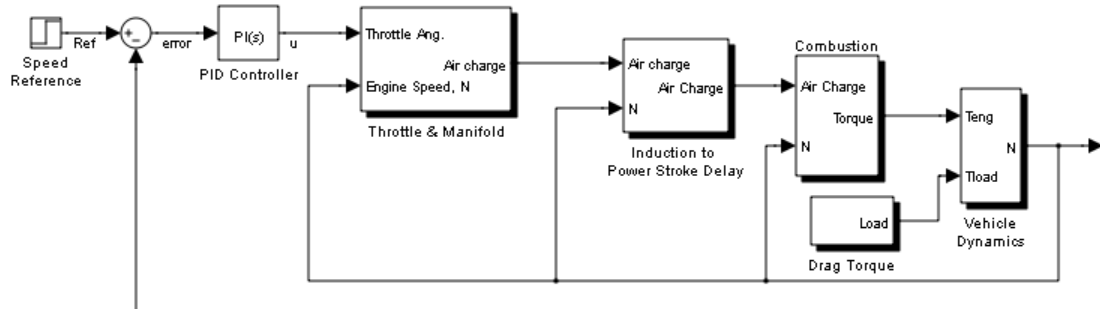 Speed
Reference
Ref
+
−
error
PI(s)
PID Controller
u
Throttle Ang.
Air charge
Engine Speed, N
Throttle & Manifold
Air charge
Air Charge
N
Induction to
Power Stroke Delay
Combustion
Air Charge
Torque
N
Load
Drag Torque
Teng
N
Tload
Vehicle
Dynamics